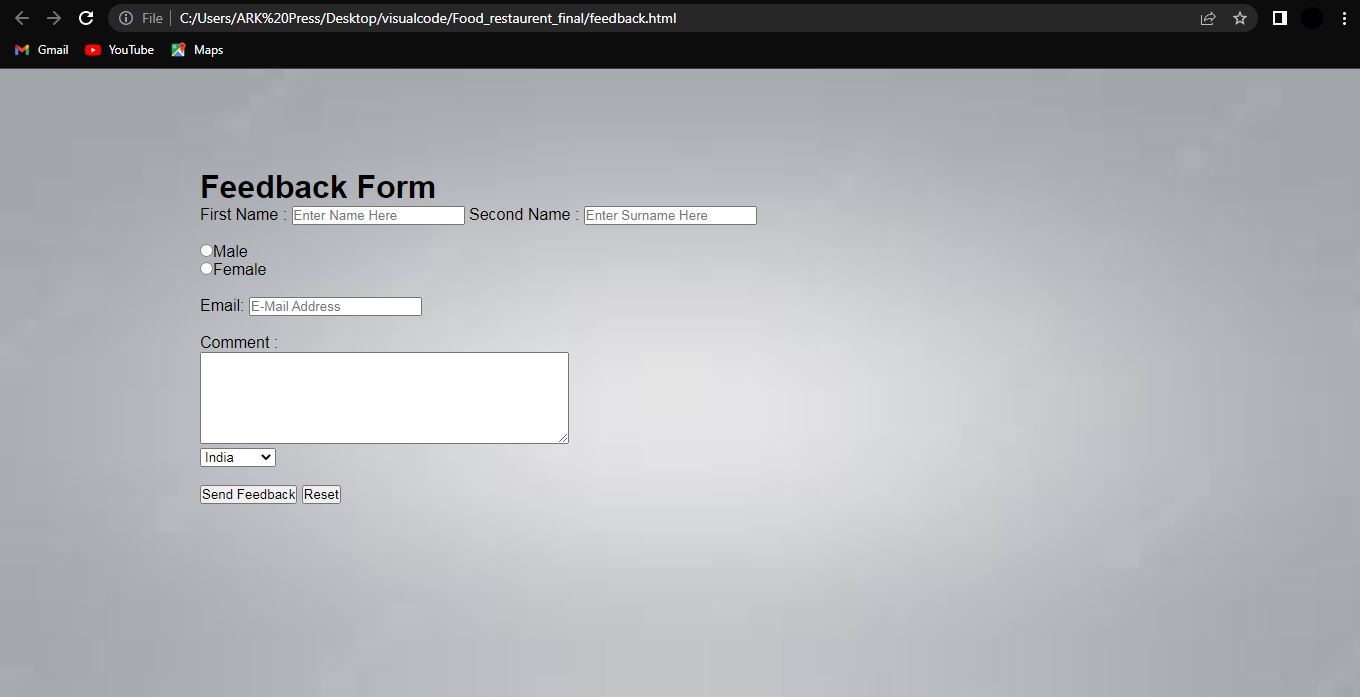 File C:/Users/ARK%20Press/Desktop/visualcode/Food_restaurent_final/feedback.html
Gmail YouTube Maps
Feedback Form
First Name : Enter Name Here Second Name : Enter Surname Here
Male
Female
Email: E-Mail Address
Comment :
India
Send Feedback Reset